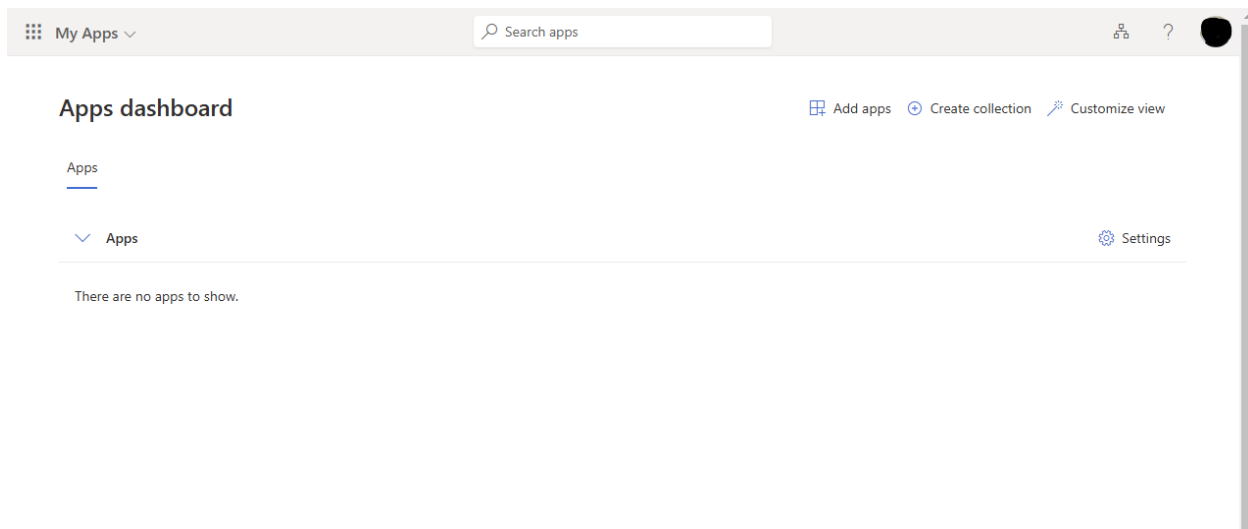 My Apps
Search apps
?
Apps dashboard
Add apps
Create collection
Customize view
Apps
Apps
Settings
There are no apps to show.